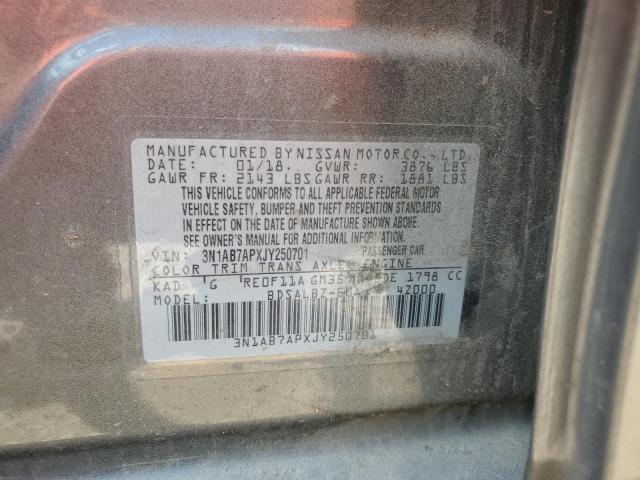 MANUFACTURED BY NISSAN MOTOR CO., LTD
DATE: 01/18. GVWR: 3876 LBS
GAWR FR: 2143 LBS GAWR RR: 1881 LBS
THIS VEHICLE CONFORMS TO ALL APPLICABLE FEDERAL MOTOR
VEHICLE SAFETY, BUMPER AND THEFT PREVENTION STANDARDS
IN EFFECT ON THE DATE OF MANUFACTURE SHOWN ABOVE.
SEE OWNER'S MANUAL FOR ADDITIONAL INFORMATION.
VIN: 3N1AB7APXJY250701 PASSENGER CAR
COLOR TRIM TRANS AXLE ENGINE
KAD G RE0F11A GM35 1798 CC
MODEL: 42000
3N1AB7APXJY250701